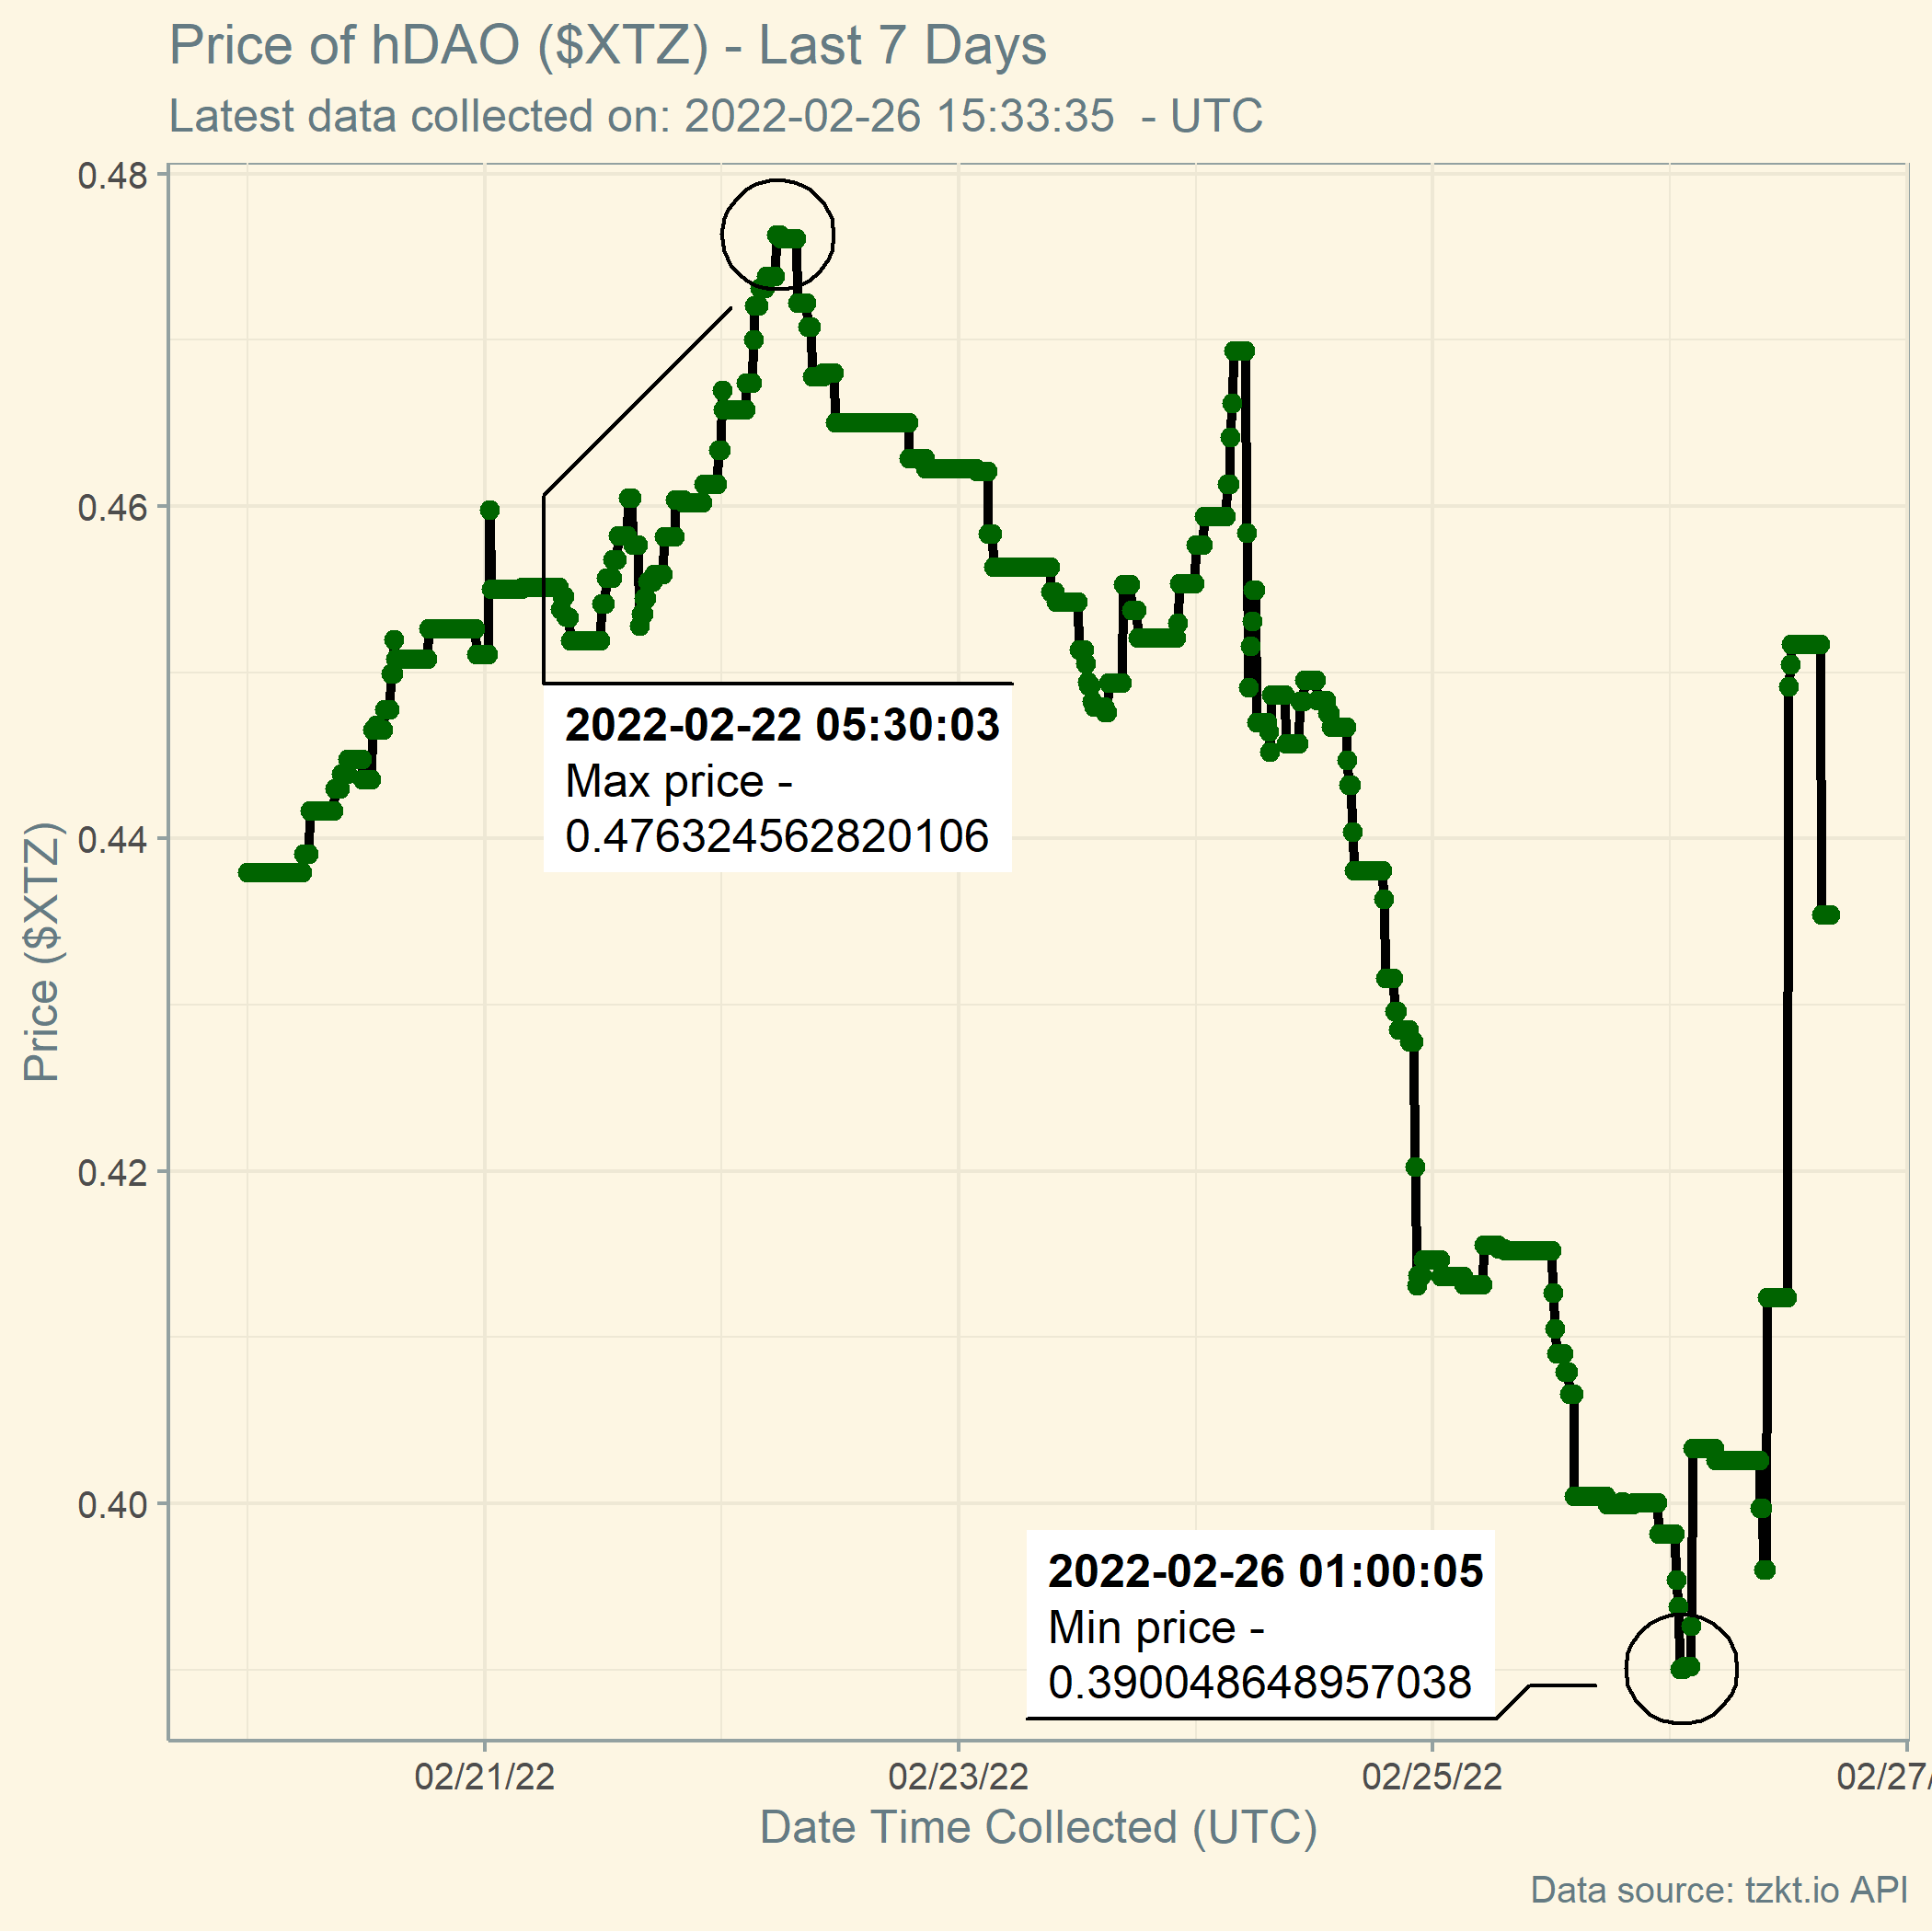 Price of hDAO ($XTZ) - Last 7 Days
Latest data collected on: 2022-02-26 15:33:35  - UTC
0.48
0.46
0.44
0.42
0.40
Price ($XTZ)
2022-02-22 05:30:03
Max price -
0.476324562820106
2022-02-26 01:00:05
Min price -
0.390048648957038
02/21/22
02/23/22
02/25/22
02/27/
Date Time Collected (UTC)
Data source: tzkt.io API